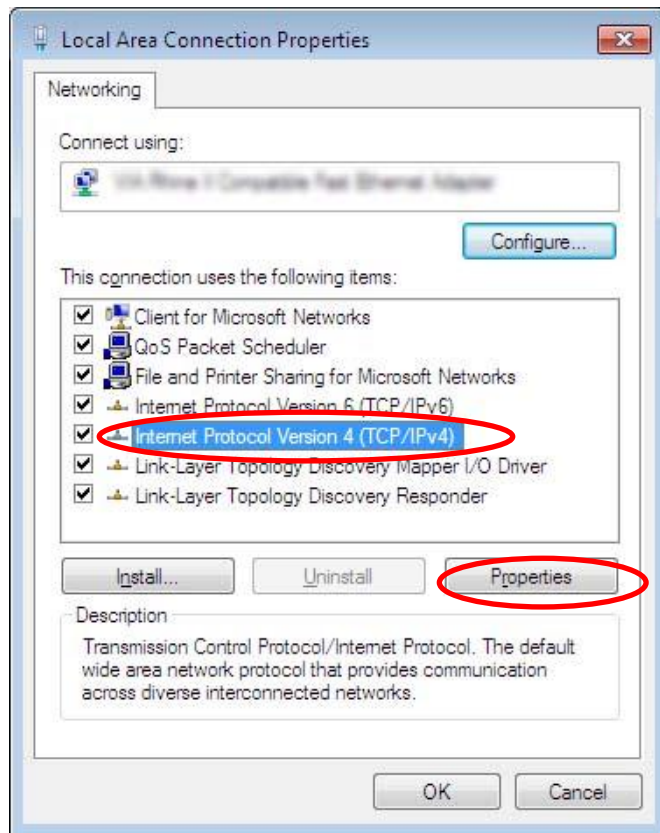 Local Area Connection Properties
Networking
Connect using:
Configure...
This connection uses the following items:
Client for Microsoft Networks
QoS Packet Scheduler
File and Printer Sharing for Microsoft Networks
Internet Protocol Version 6 (TCP/IPv6)
Internet Protocol Version 4 (TCP/IPv4)
Link-Layer Topology Discovery Mapper I/O Driver
Link-Layer Topology Discovery Responder
Install...
Uninstall
Properties
Description
Transmission Control Protocol/Internet Protocol. The default
wide area network protocol that provides communication
across diverse interconnected networks.
OK
Cancel